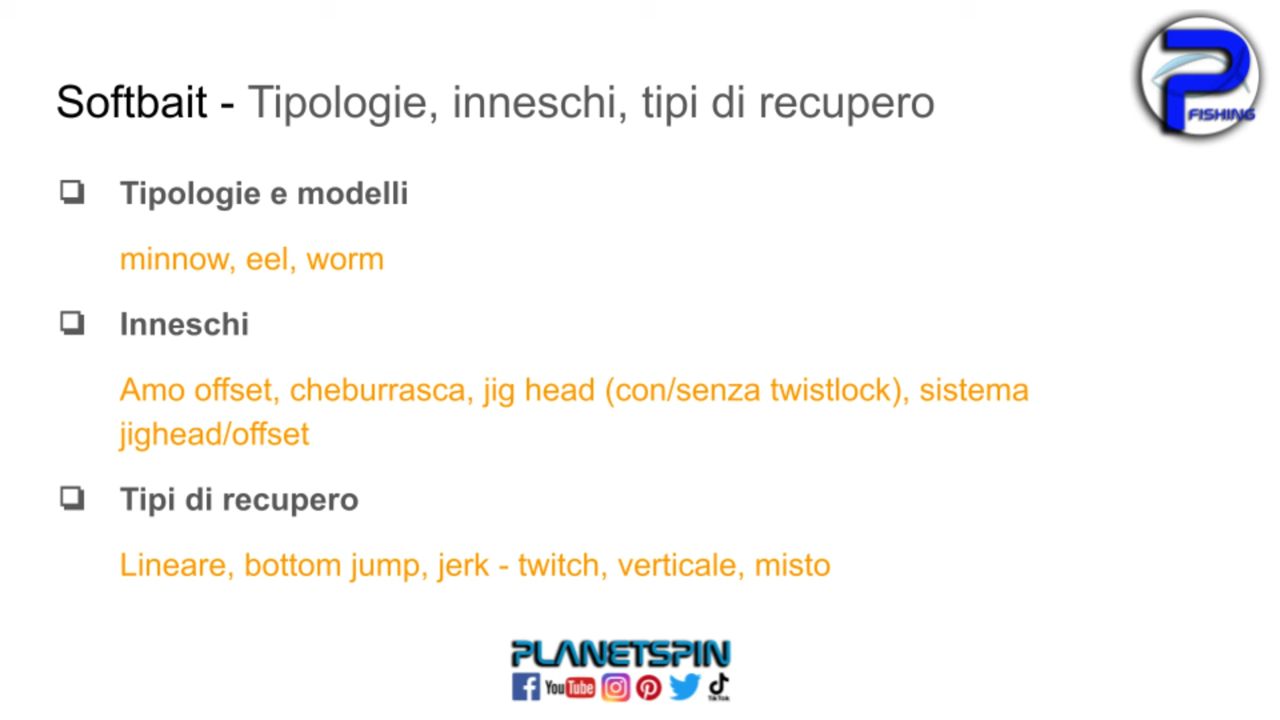 Softbait - Tipologie, inneschi, tipi di recupero
P
FISHING
Tipologie e modelli
minnow, eel, worm
Inneschi
Amo offset, cheburrasca, jig head (con/senza twistlock), sistema
jighead/offset
Tipi di recupero
Lineare, bottom jump, jerk - twitch, verticale, misto
PLANETSPIN
YouTube
TikTok